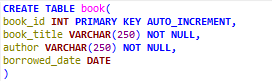 CREATE TABLE book(
book_id INT PRIMARY KEY AUTO_INCREMENT,
book_title VARCHAR(250) NOT NULL,
author VARCHAR(250) NOT NULL,
borrowed_date DATE
)